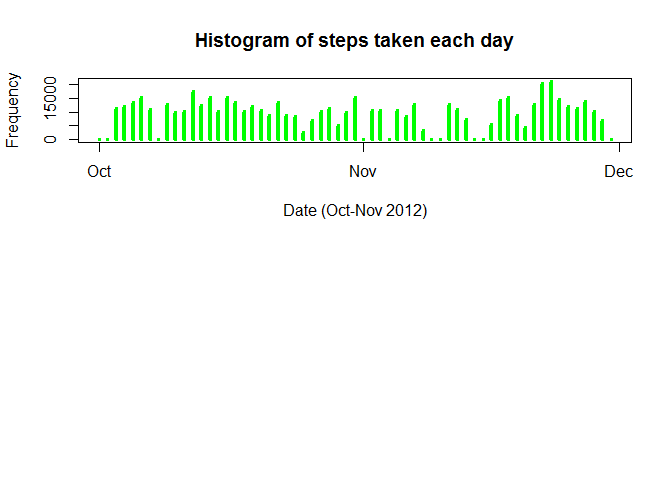 Histogram of steps taken each day
Frequency
15000
0
Oct Nov Dec
Date (Oct-Nov 2012)